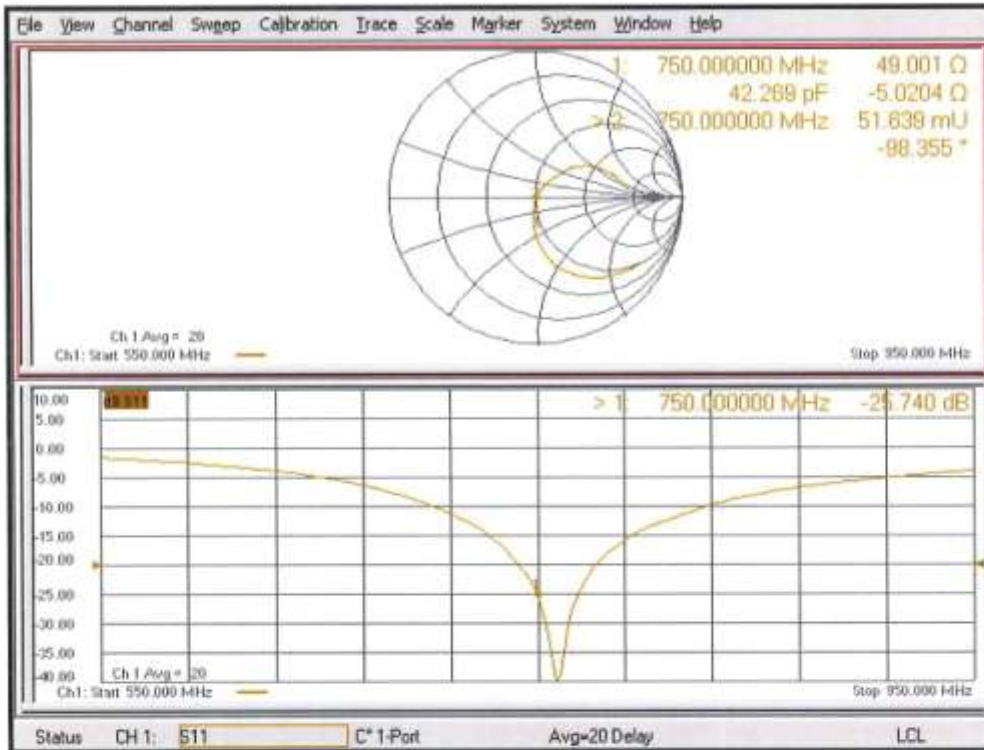 File View Channel Sweep Calibration Trace Scale Marker System Window Help
1: 750.000000 MHz 49.001 Ω
42.269 pF -5.0204 Ω
> 2: 750.000000 MHz 51.639 mU
-98.355 °
Ch 1 Avg = 20
Ch1: Start 550.000 MHz
Stop 950.000 MHz
10.00
> 1: 750.000000 MHz -25.740 dB
5.00
0.00
-5.00
-10.00
-15.00
-20.00
-25.00
-30.00
-35.00
-40.00
Ch 1 Avg = 20
Ch1: Start 550.000 MHz
Stop 950.000 MHz
Status CH 1: S11 C* 1-Port Avg=20 Delay LCL